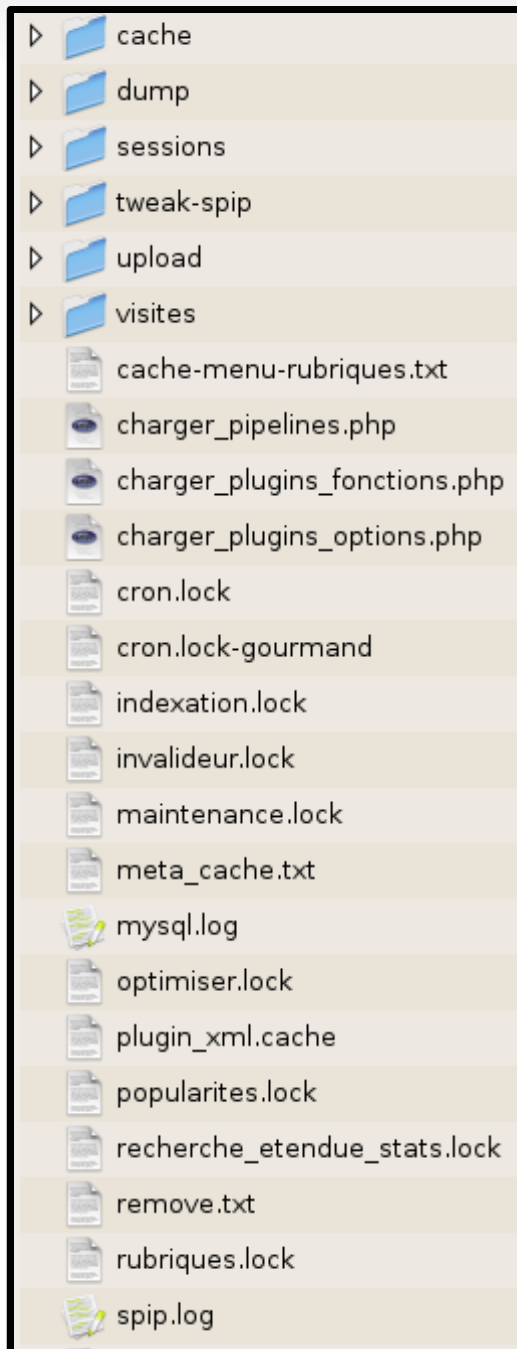 cache
dump
sessions
tweak-spip
upload
visites
cache-menu-rubriques.txt
charger_pipelines.php
charger_plugins_fonctions.php
charger_plugins_options.php
cron.lock
cron.lock-gourmand
indexation.lock
invalideur.lock
maintenance.lock
meta_cache.txt
mysql.log
optimiser.lock
plugin_xml.cache
popularites.lock
recherche_etendue_stats.lock
remove.txt
rubriques.lock
spip.log